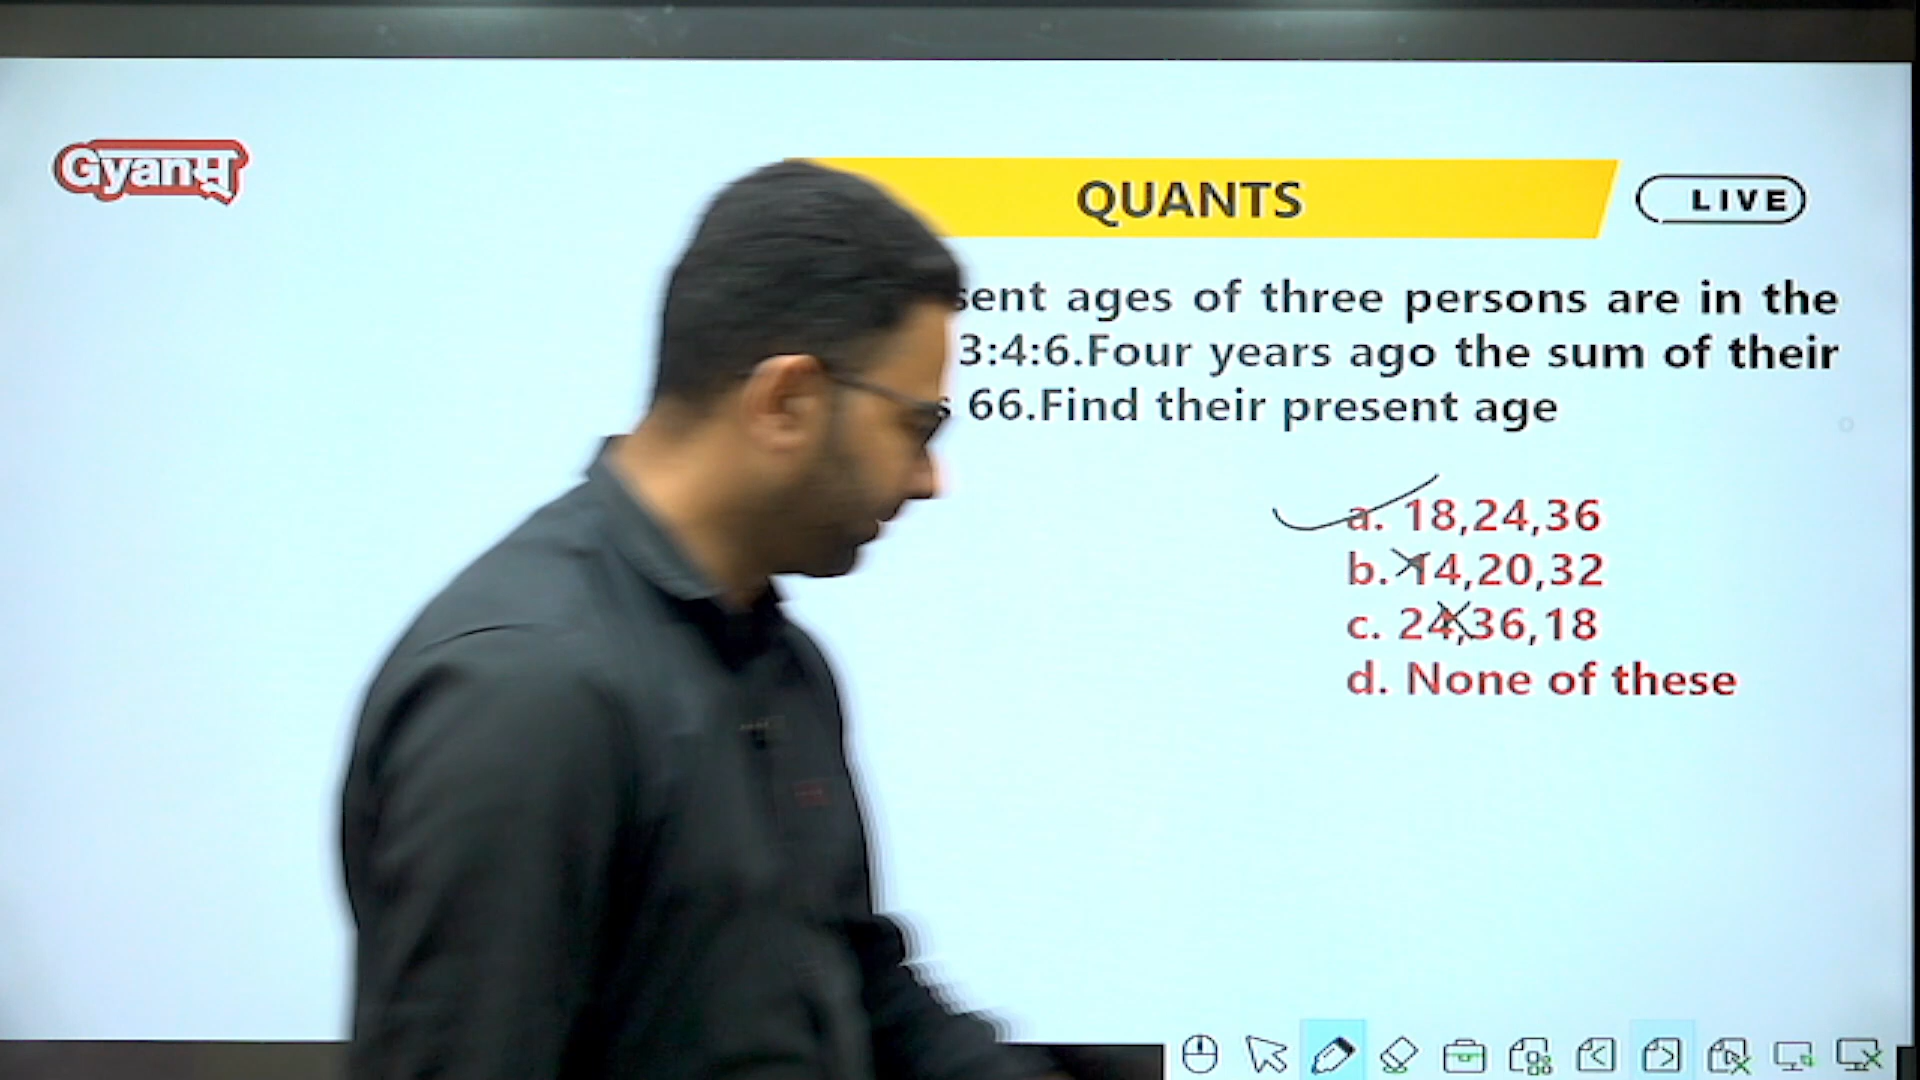 Gyanम्
QUANTS
LIVE
ages of three persons are in the
3:4:6.Four years ago the sum of their
66.Find their present age
a. 18,24,36
b. 14,20,32
c. 24,36,18
d. None of these